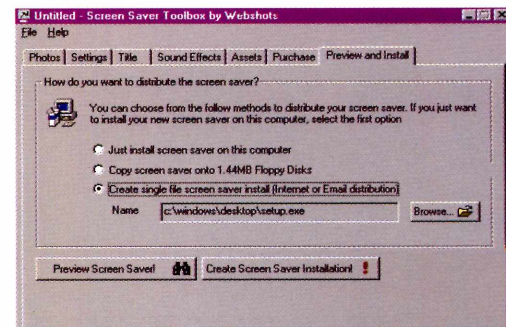 Untitled - Screen Saver Toolbox by Webshots
File Help
Photos Settings Title Sound Effects Assets Purchase Preview and Install
How do you want to distribute the screen saver?
You can choose from the follow methods to distribute your screen saver. If you just want
to install your new screen saver on this computer, select the first option
Just install screen saver on this computer
Copy screen saver onto 1.44MB Floppy Disks
Create single file screen saver install (Internet or Email distribution)
Name c:\windows\desktop\setup.exe Browse...
Preview Screen Saver! Create Screen Saver Installation!